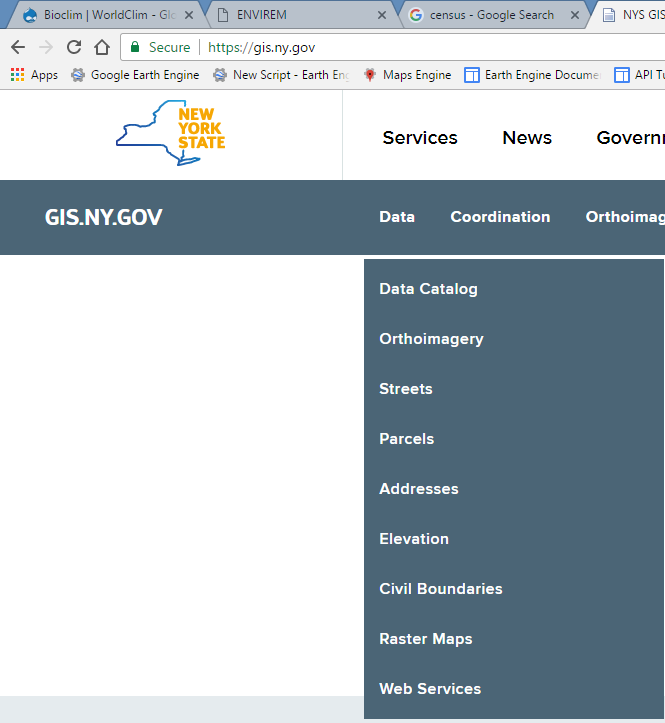 Bioclim | WorldClim - Glo
ENVIREM
census - Google Search
NYS GIS
Secure
https://gis.ny.gov
Apps
Google Earth Engine
New Script - Earth Eng
Maps Engine
Earth Engine Docume
API Tu
NEW
YORK
STATE
Services
News
Governm
GIS.NY.GOV
Data
Coordination
Orthoimag
Data Catalog
Orthoimagery
Streets
Parcels
Addresses
Elevation
Civil Boundaries
Raster Maps
Web Services